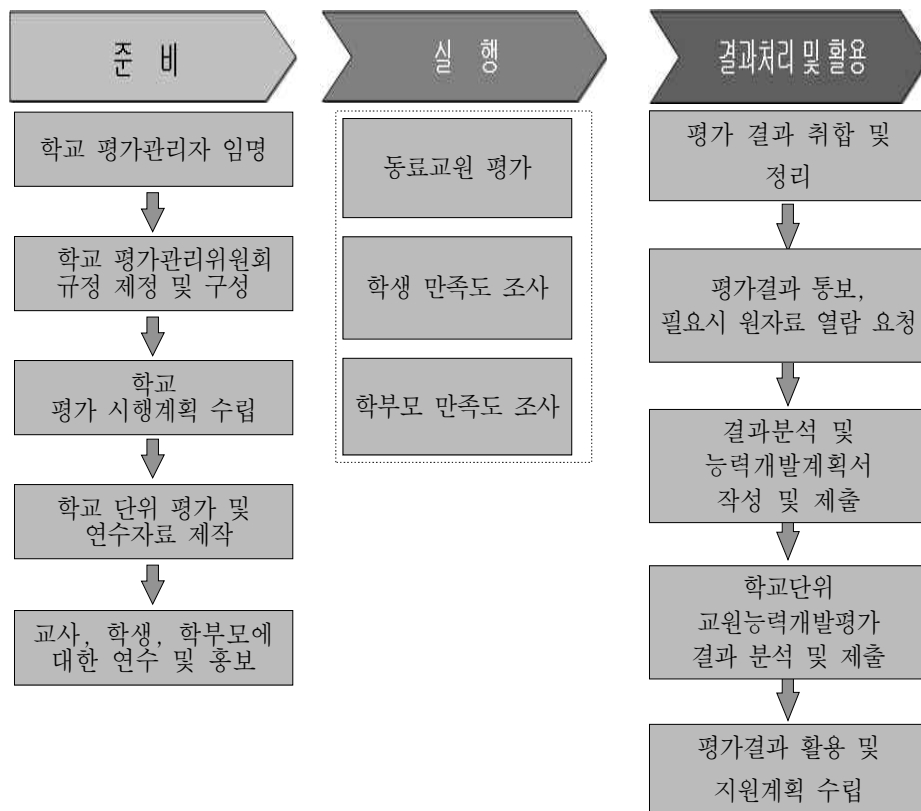 준 비
학교 평가관리자 임명
학교 평가관리위원회
규정 제정 및 구성
학교
평가 시행계획 수립
학교 단위 평가 및
연수자료 제작
교사, 학생, 학부모에
대한 연수 및 홍보
실 행
동료교원 평가
학생 만족도 조사
학부모 만족도 조사
결과처리 및 활용
평가 결과 취합 및
정리
평가결과 통보,
필요시 원자료 열람 요청
결과분석 및
능력개발계획서
작성 및 제출
학교단위
교원능력개발평가
결과 분석 및 제출
평가결과 활용 및
지원계획 수립